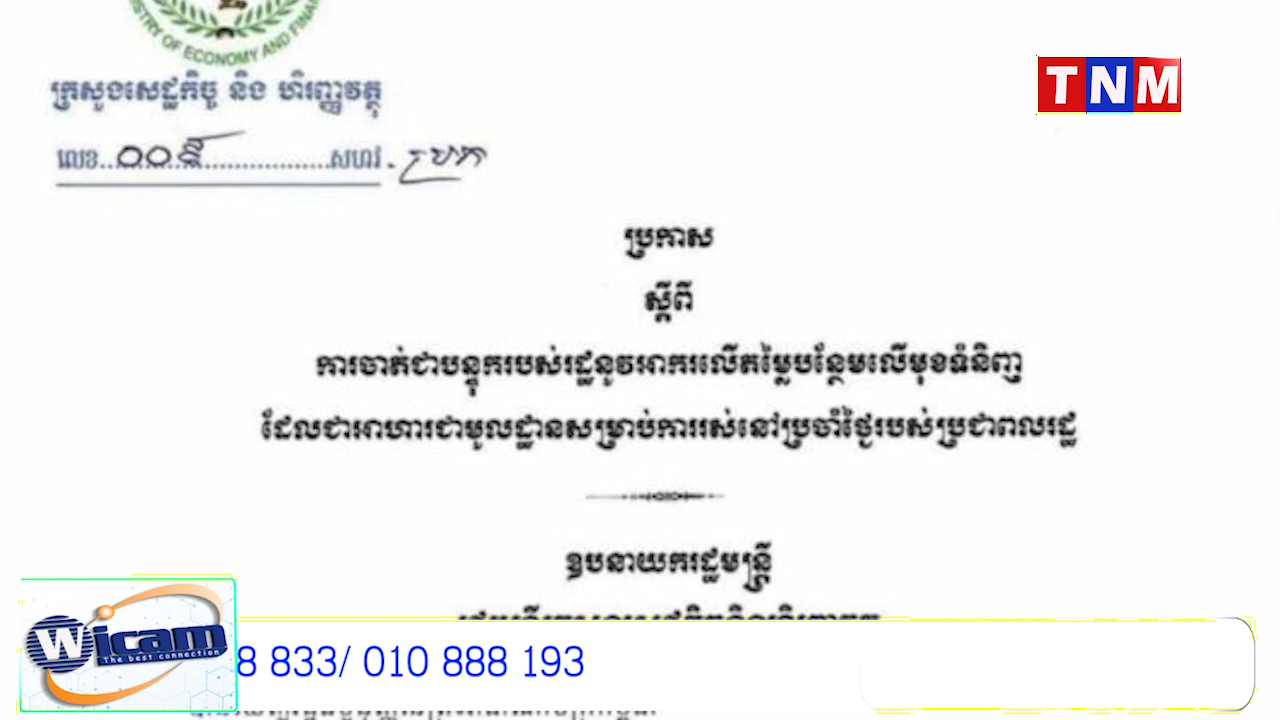 MINISTRY OF ECONOMY AND FINAN
TNM
ក្រសួងសេដ្ឋកិច្ច និង ហិរញ្ញវត្ថុ
លេខ..........................សហវ. ប្រក
ប្រកាស
ស្តីពី
ការចាត់ជាបន្ទុករបស់រដ្ឋនូវអាករលើតម្លៃបន្ថែមលើមុខទំនិញ
ដែលជាអាហារជាមូលដ្ឋានសម្រាប់ការរស់នៅប្រចាំថ្ងៃរបស់ប្រជាពលរដ្ឋ
ឧបនាយករដ្ឋមន្ត្រី
Wicam
The best connection
8 833/ 010 888 193